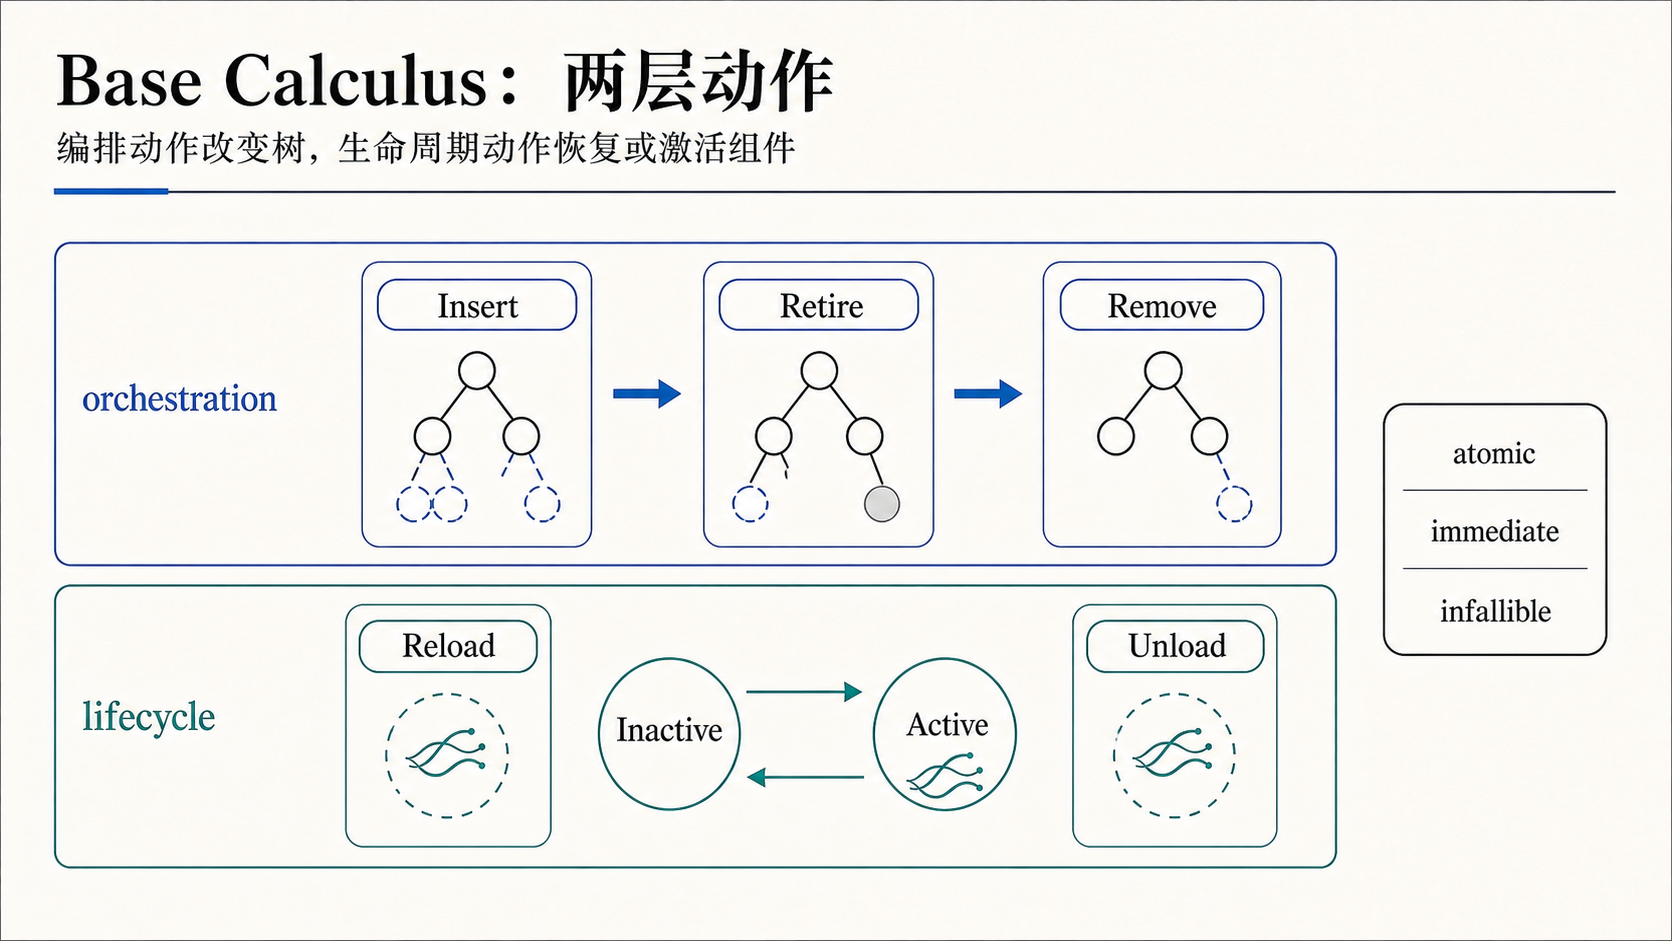 Base Calculus：两层动作
编排动作改变树，生命周期动作恢复或激活组件
orchestration
Insert
Retire
Remove
lifecycle
Reload
Inactive
Active
Unload
atomic
immediate
infallible